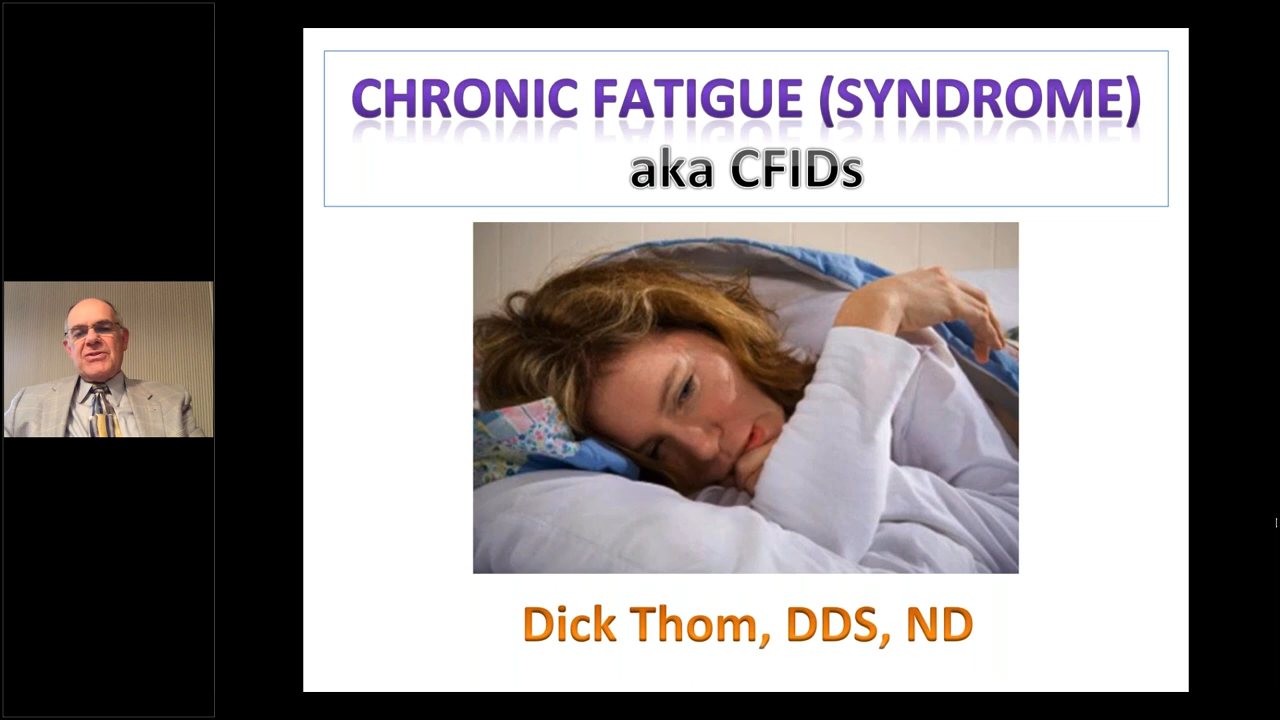 CHRONIC FATIGUE (SYNDROME)
aka CFIDs
Dick Thom, DDS, ND